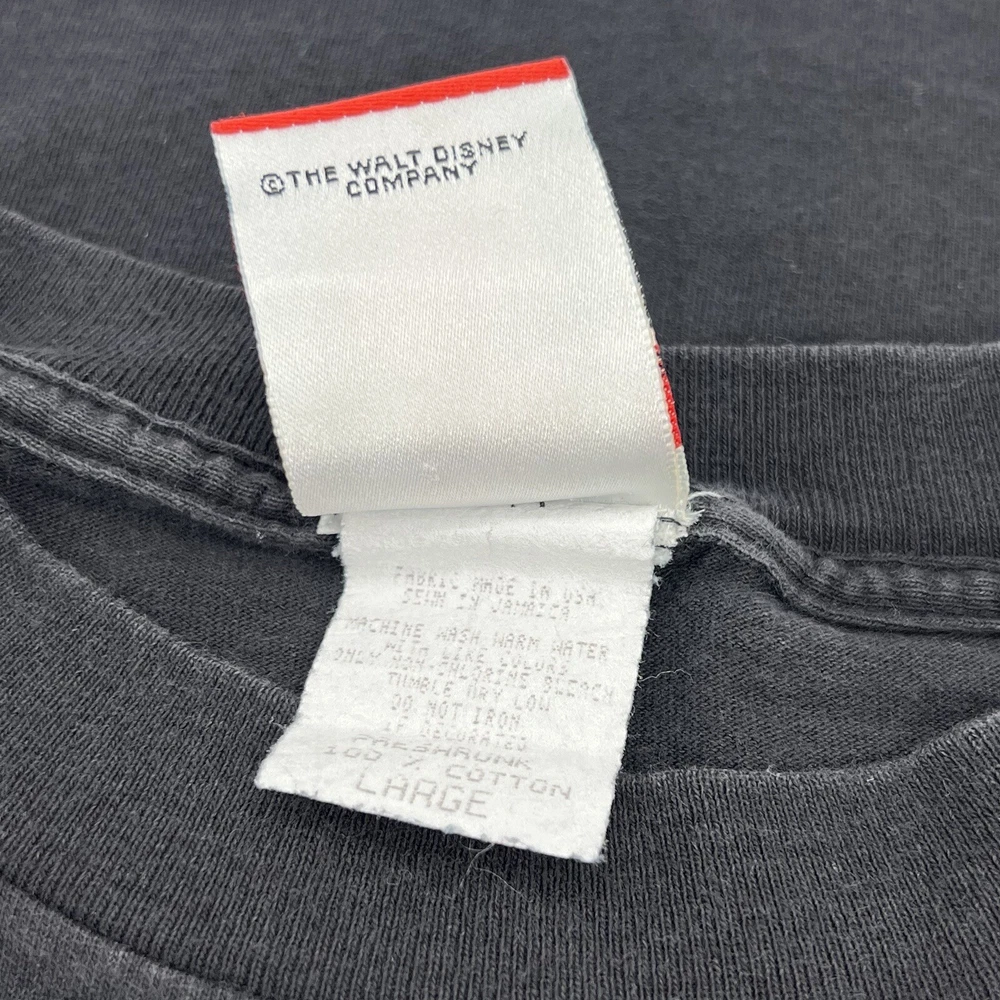 ©THE WALT DISNEY
COMPANY
FABRIC MADE IN USA
SEWN IN JAMAICA
MACHINE WASH WARM WATER
WITH LIKE COLORS
ONLY NON-CHLORINE BLEACH
TUMBLE DRY LOW
DO NOT IRON
IF DECORATED
PRESHRUNK
100 % COTTON
LARGE